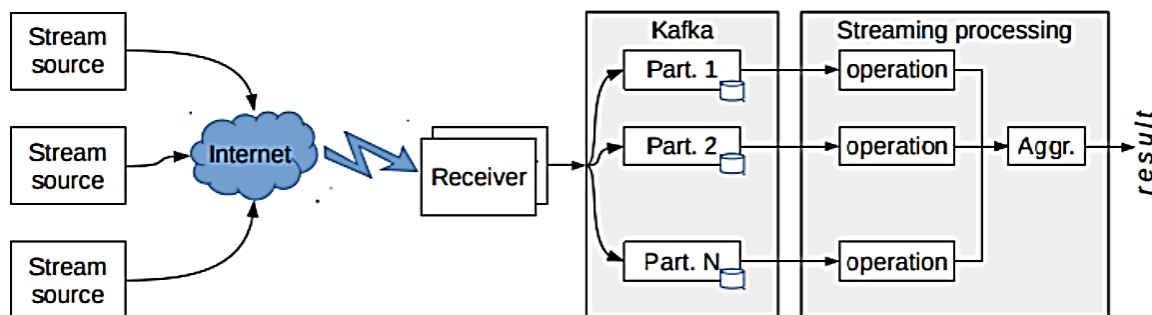 Stream
source
Stream
source
Stream
source
Internet
Receiver
Kafka
Part. 1
Part. 2
Part. N
Streaming processing
operation
operation
operation
Aggr.
result